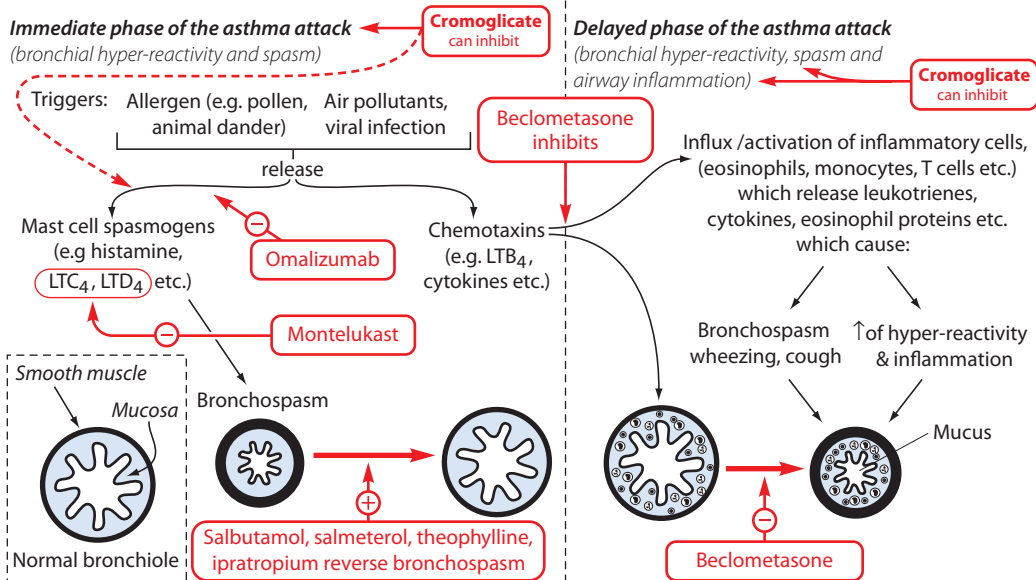 Immediate phase of the asthma attack
(bronchial hyper-reactivity and spasm)
Cromoglicate
can inhibit
Triggers:
Allergen (e.g. pollen,
animal dander)
Air pollutants,
viral infection
release
Mast cell spasmogens
(e.g histamine,
LTC4, LTD4 etc.)
Omalizumab
−
Chemotaxins
(e.g. LTB4,
cytokines etc.)
Montelukast
−
Smooth muscle
Mucosa
Normal bronchiole
Bronchospasm
+
Salbutamol, salmeterol, theophylline,
ipratropium reverse bronchospasm
Beclometasone
inhibits
Delayed phase of the asthma attack
(bronchial hyper-reactivity, spasm and
airway inflammation)
Cromoglicate
can inhibit
Influx /activation of inflammatory cells,
(eosinophils, monocytes, T cells etc.)
which release leukotrienes,
cytokines, eosinophil proteins etc.
which cause:
Bronchospasm
wheezing, cough
↑of hyper-reactivity
& inflammation
Mucus
−
Beclometasone